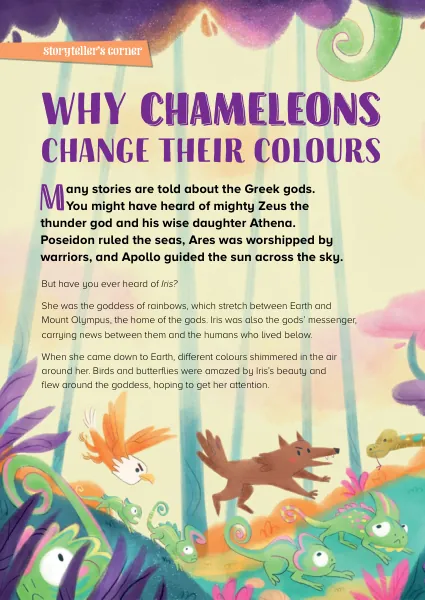 storyteller's corner
WHY CHAMELEONS
CHANGE THEIR COLOURS
Many stories are told about the Greek gods.
You might have heard of mighty Zeus the
thunder god and his wise daughter Athena.
Poseidon ruled the seas, Ares was worshipped by
warriors, and Apollo guided the sun across the sky.
But have you ever heard of Iris?
She was the goddess of rainbows, which stretch between Earth and
Mount Olympus, the home of the gods. Iris was also the gods' messenger,
carrying news between them and the humans who lived below.
When she came down to Earth, different colours shimmered in the air
around her. Birds and butterflies were amazed by Iris's beauty and
flew around the goddess, hoping to get her attention.